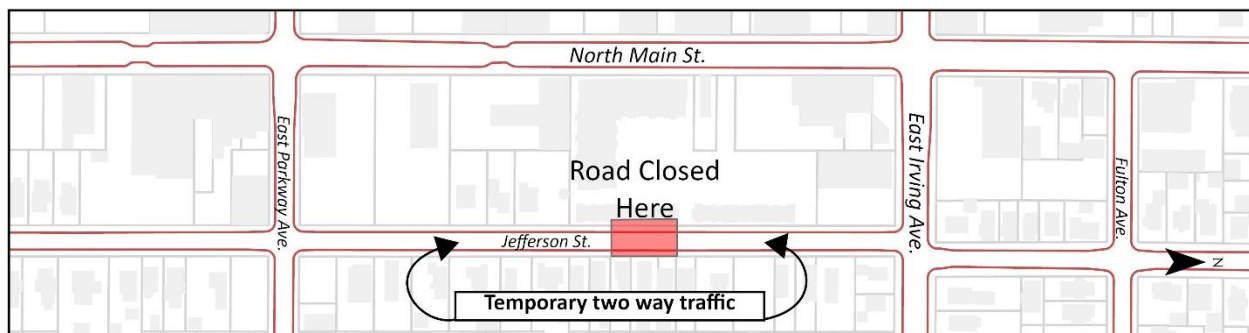 North Main St.
East Parkway Ave.
East Irving Ave.
Fulton Ave.
Road Closed
Here
Jefferson St.
N
Temporary two way traffic